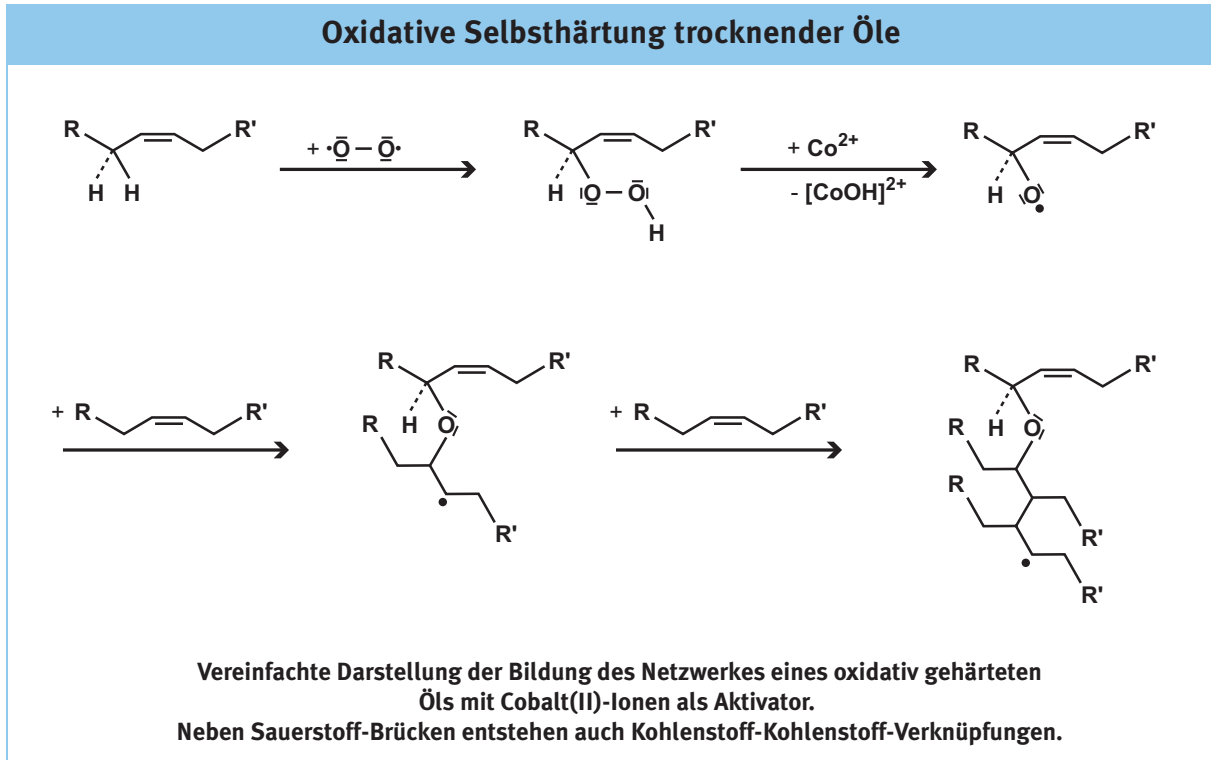 Oxidative Selbsthärtung trocknender Öle
R R'
H H
+ •O̅ – O̅•
R R'
H O – O
H
+ Co²⁺
- [CoOH]²⁺
R R'
H O•
+ R R'
R R'
H O
R
R'
+ R R'
R R'
H O
R
R
R'
R'
Vereinfachte Darstellung der Bildung des Netzwerkes eines oxidativ gehärteten
Öls mit Cobalt(II)-Ionen als Aktivator.
Neben Sauerstoff-Brücken entstehen auch Kohlenstoff-Kohlenstoff-Verknüpfungen.